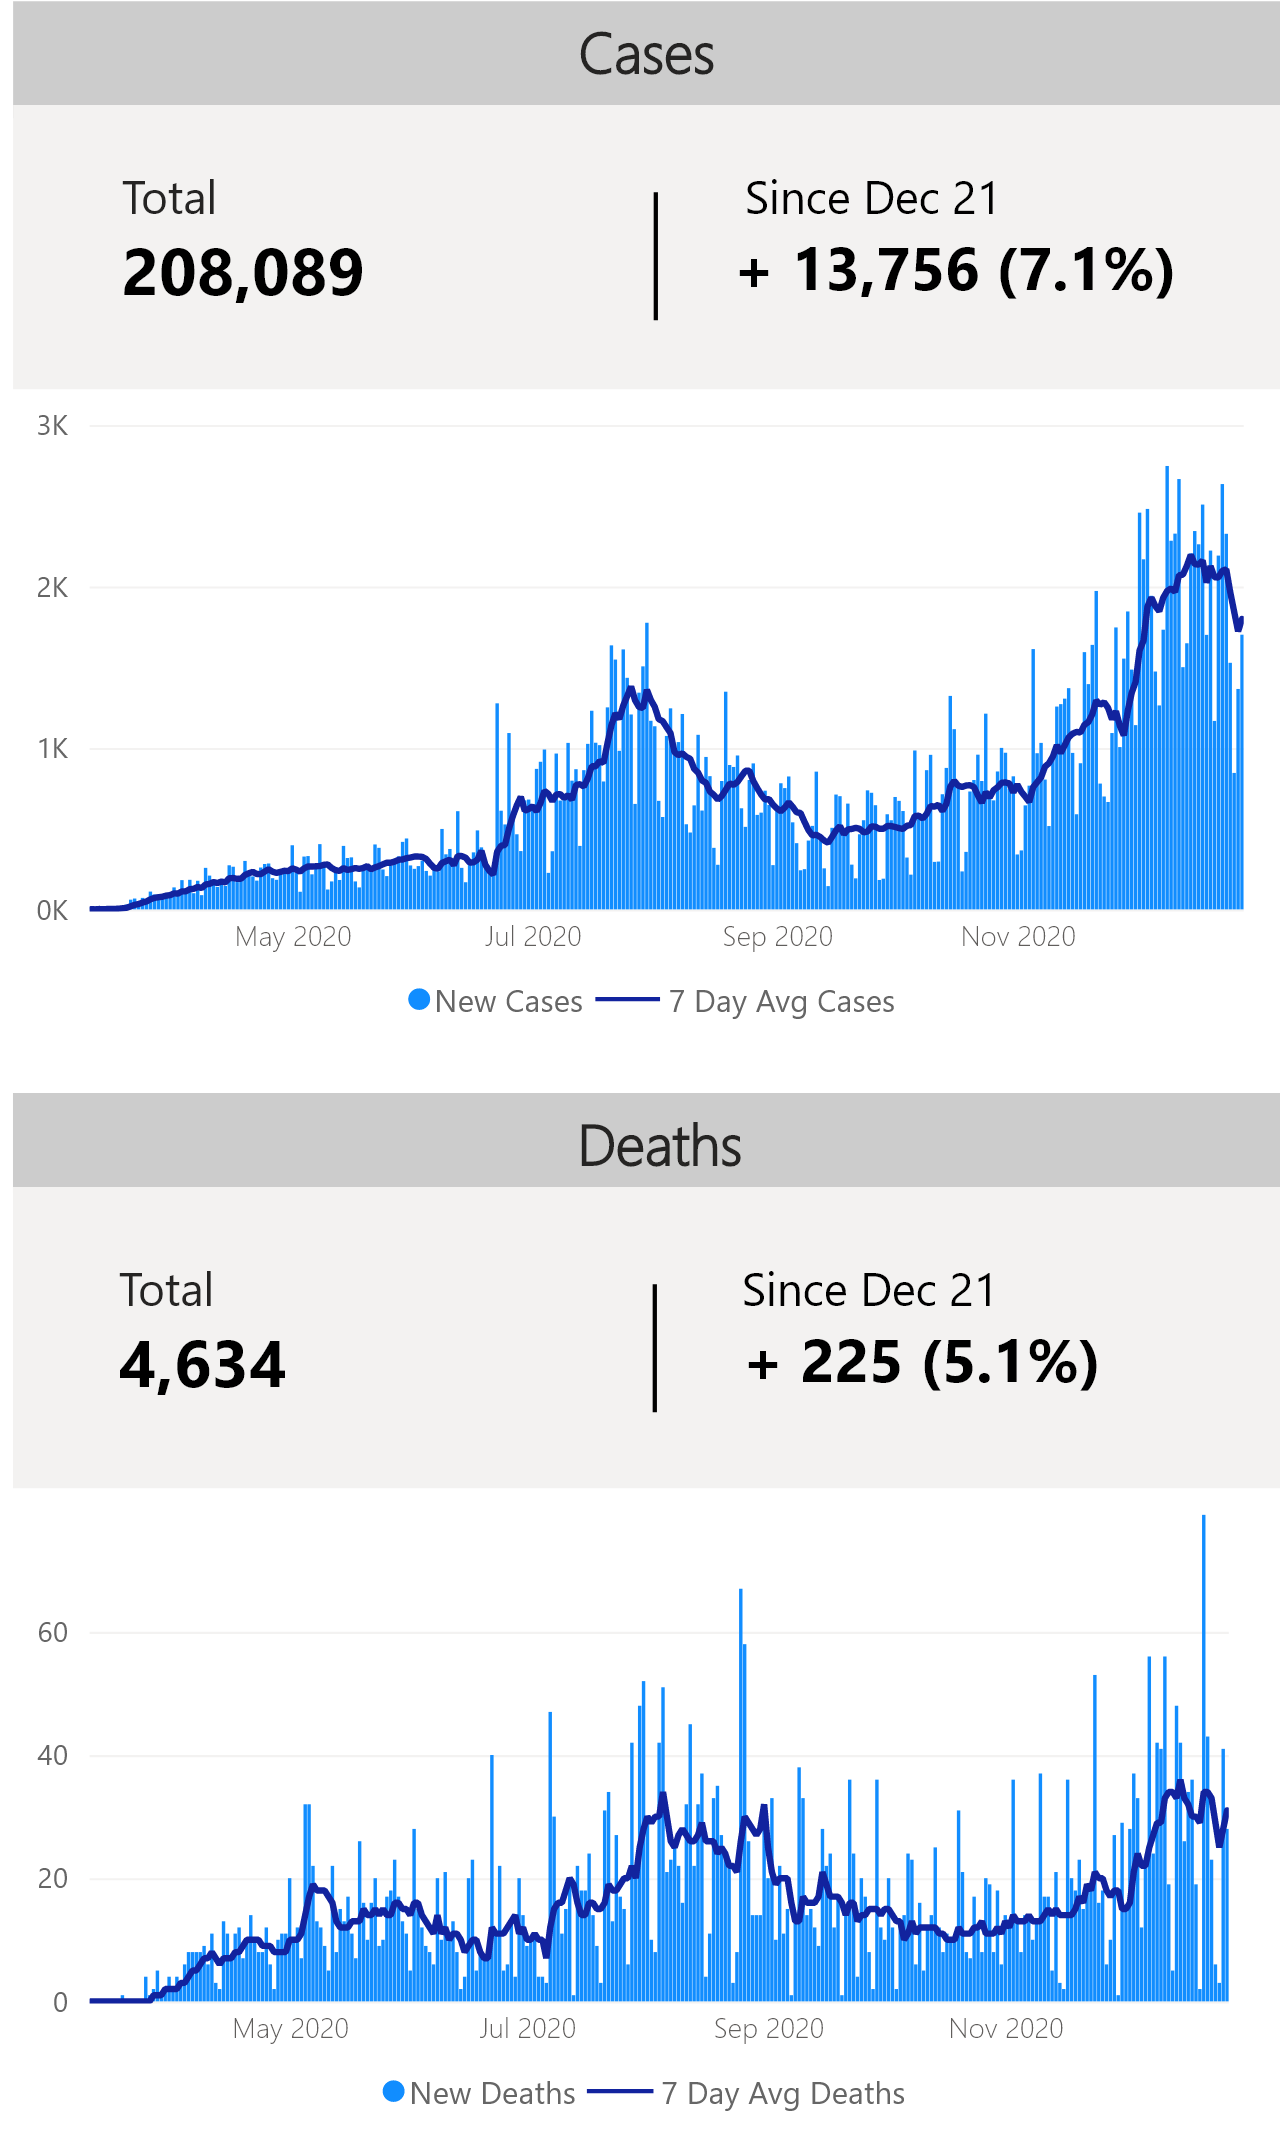 Cases
Total
208,089
Since Dec 21
+ 13,756 (7.1%)
3K
2K
1K
0K
May 2020 Jul 2020 Sep 2020 Nov 2020
New Cases 7 Day Avg Cases
Deaths
Total
4,634
Since Dec 21
+ 225 (5.1%)
60
40
20
0
May 2020 Jul 2020 Sep 2020 Nov 2020
New Deaths 7 Day Avg Deaths